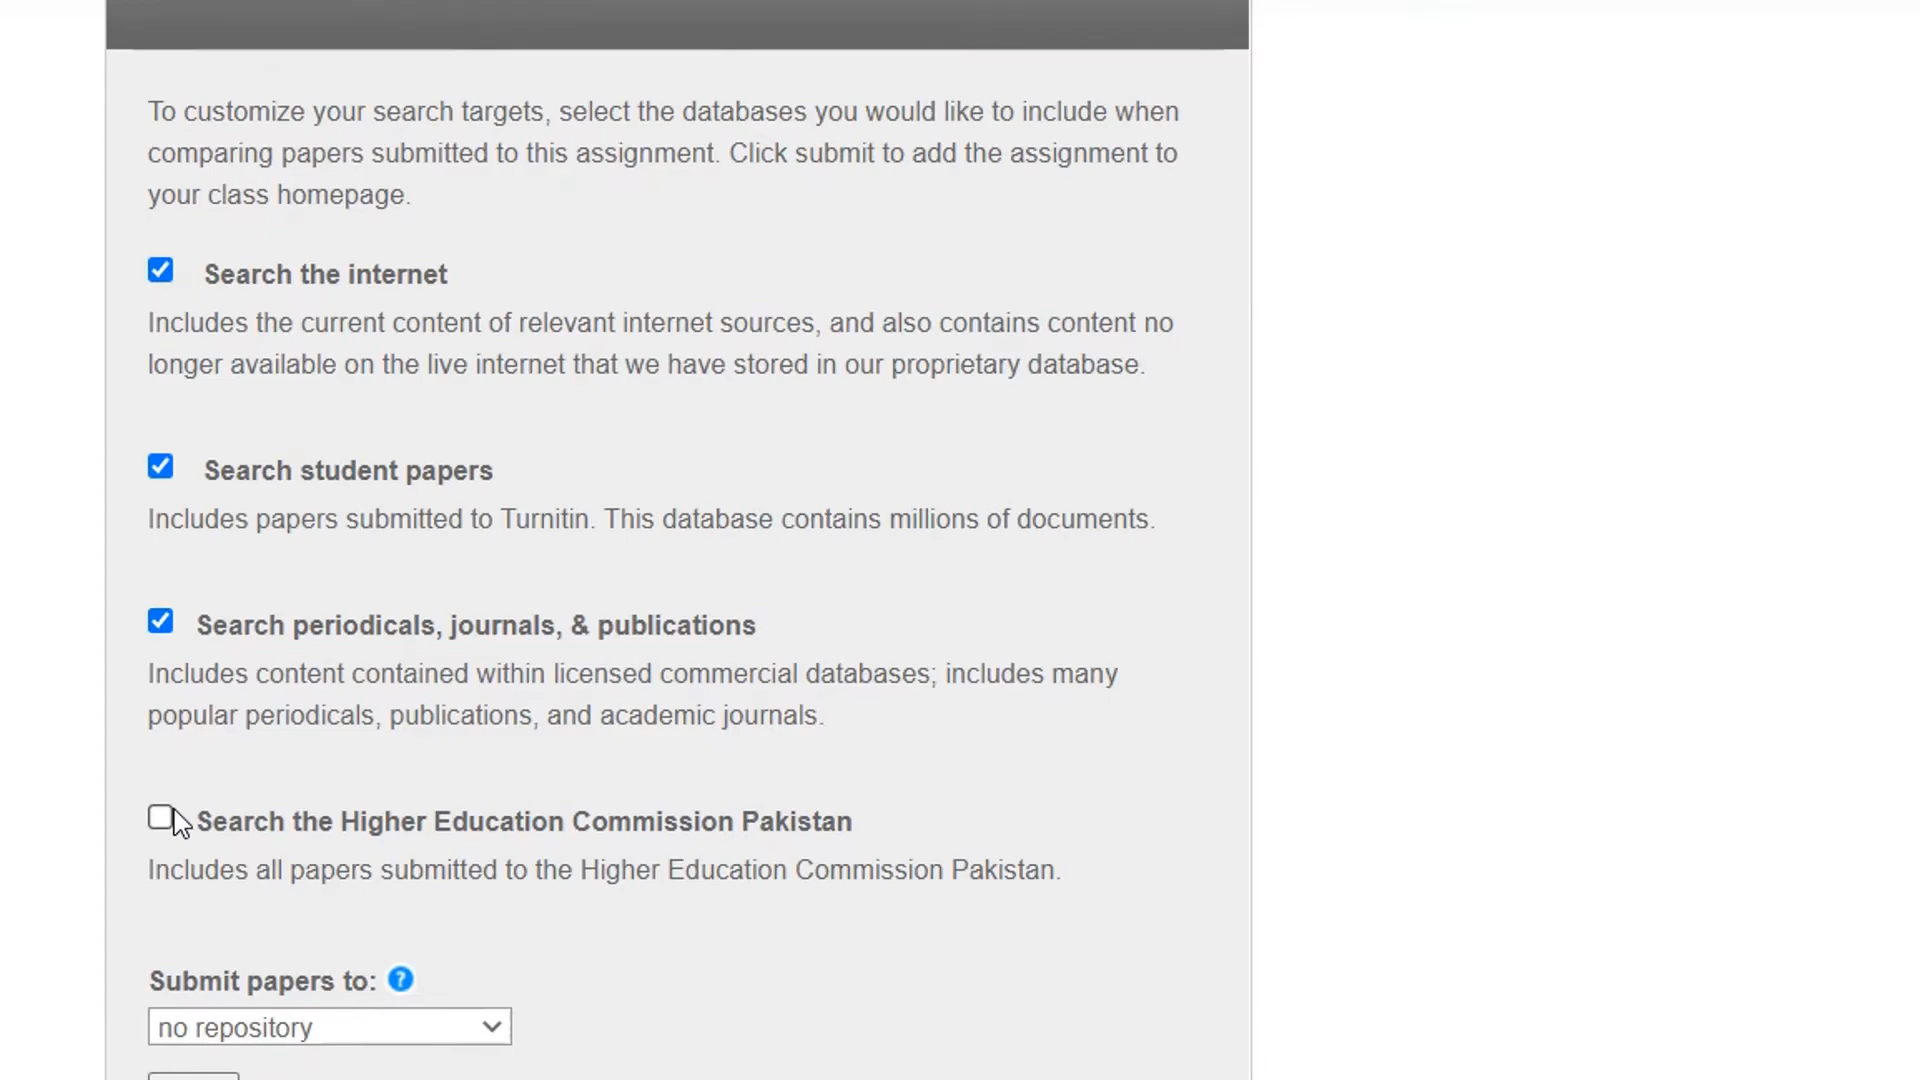 To customize your search targets, select the databases you would like to include when
comparing papers submitted to this assignment. Click submit to add the assignment to
your class homepage.
Search the internet
Includes the current content of relevant internet sources, and also contains content no
longer available on the live internet that we have stored in our proprietary database.
Search student papers
Includes papers submitted to Turnitin. This database contains millions of documents.
Search periodicals, journals, & publications
Includes content contained within licensed commercial databases; includes many
popular periodicals, publications, and academic journals.
Search the Higher Education Commission Pakistan
Includes all papers submitted to the Higher Education Commission Pakistan.
Submit papers to: ?
no repository